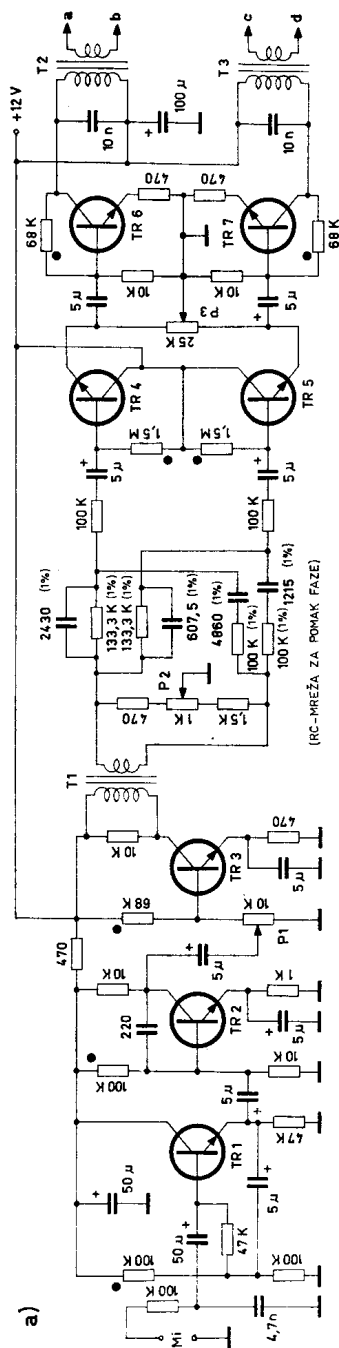 a)
Mi
100 K
4,7 n
100 K
100 K
50 µ
50 µ
47 K
TR 1
5 µ
47 K
5 µ
100 K
10 K
220
10 K
TR 2
5 µ
1 K
5 µ
470
68 K
10 K
P1
10 K
TR 3
5 µ
470
T1
470
P2
1 K
1,5 K
2430 (1%)
133,3 K (1%)
133,3 K (1%)
607,5 (1%)
4860 (1%)
100 K (1%)
100 K (1%)
1215 (1%)
(RC-MREŽA ZA POMAK FAZE)
100 K
100 K
5 µ
5 µ
1,5 M
1,5 M
TR 4
TR 5
25 K
P3
5 µ
5 µ
10 K
10 K
68 K
68 K
TR 6
TR 7
470
470
10 n
10 n
100 µ
+12 V
T2
T3
a
b
c
d